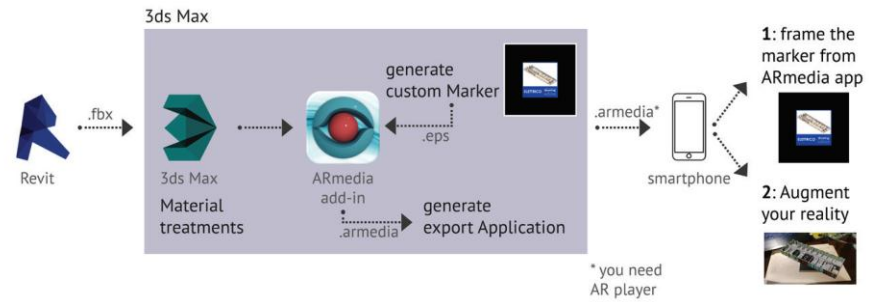 3ds Max
.fbx
Revit
3ds Max
Material
treatments
ARmedia
add-in
generate
custom Marker
.eps
.armedia
generate
export Application
.armedia*
smartphone
* you need
AR player
1: frame the
marker from
ARmedia app
2: Augment
your reality